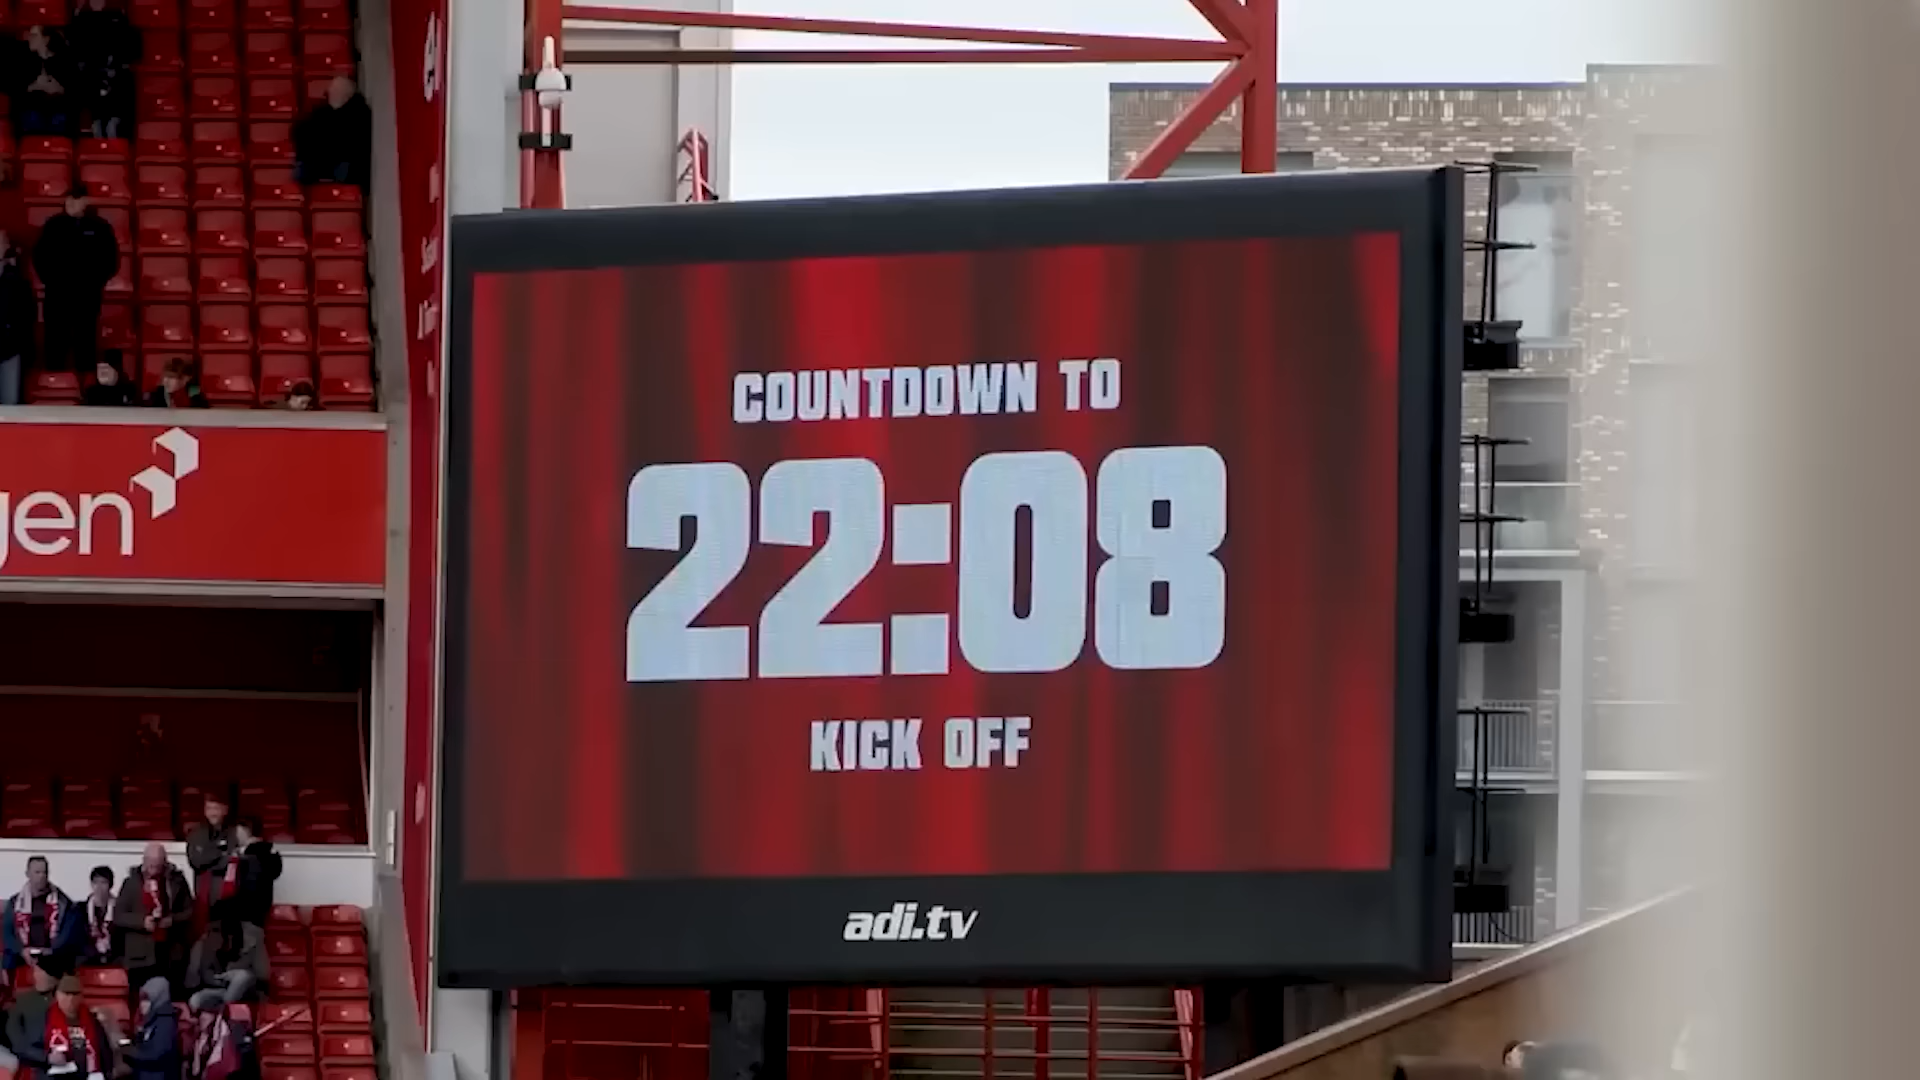 gen
COUNTDOWN TO
22:08
KICK OFF
adi.tv